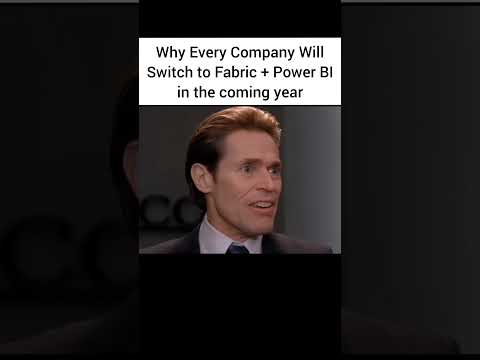 Why Every Company Will
Switch to Fabric + Power BI
in the coming year